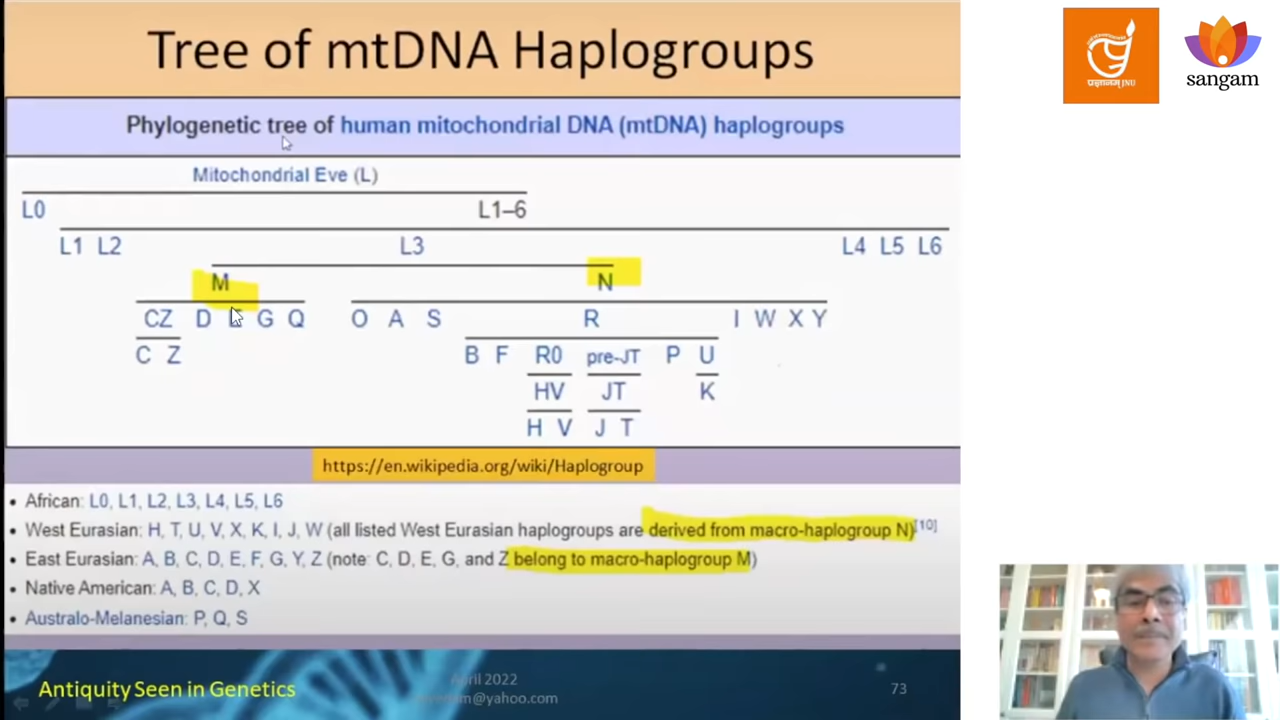 Tree of mtDNA Haplogroups
Phylogenetic tree of human mitochondrial DNA (mtDNA) haplogroups
Mitochondrial Eve (L)
L0 L1–6
L1 L2 L3 L4 L5 L6
M N
CZ D E G Q O A S R I W X Y
C Z B F R0 pre-JT P U
HV JT K
H V J T
https://en.wikipedia.org/wiki/Haplogroup
• African: L0, L1, L2, L3, L4, L5, L6
• West Eurasian: H, T, U, V, X, K, I, J, W (all listed West Eurasian haplogroups are derived from macro-haplogroup N)[10]
• East Eurasian: A, B, C, D, E, F, G, Y, Z (note: C, D, E, G, and Z belong to macro-haplogroup M)
• Native American: A, B, C, D, X
• Australo-Melanesian: P, Q, S
Antiquity Seen in Genetics
April 2022
@yahoo.com
73
JNU
sangam